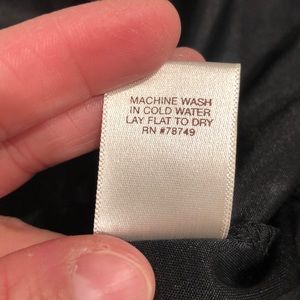 MACHINE WASH
IN COLD WATER
LAY FLAT TO DRY
RN #78749